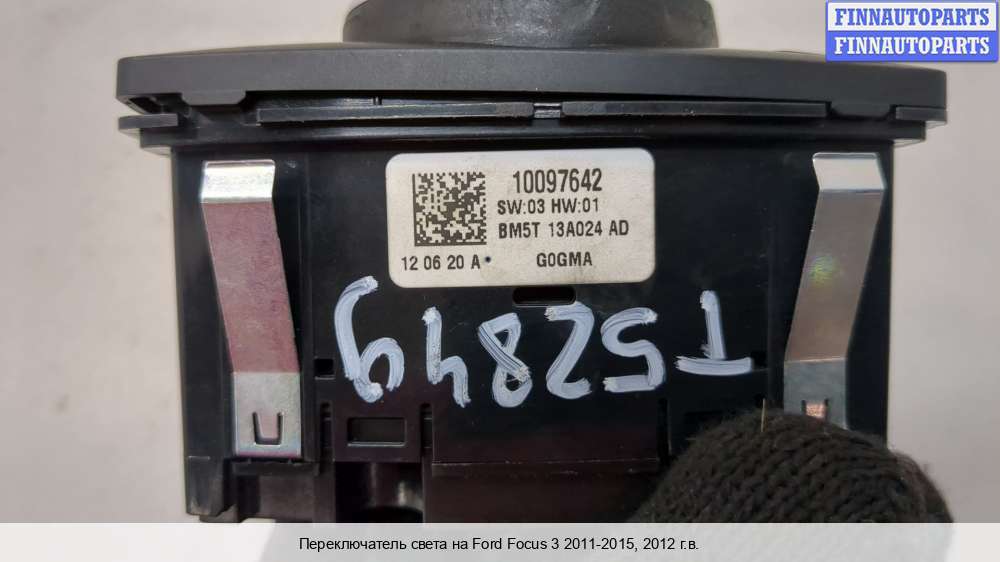 FINNAUTOPARTS
FINNAUTOPARTS
10097642
SW:03 HW:01
BM5T 13A024 AD
12 06 20 A G0GMA
T52849
Переключатель света на Ford Focus 3 2011-2015, 2012 г.в.